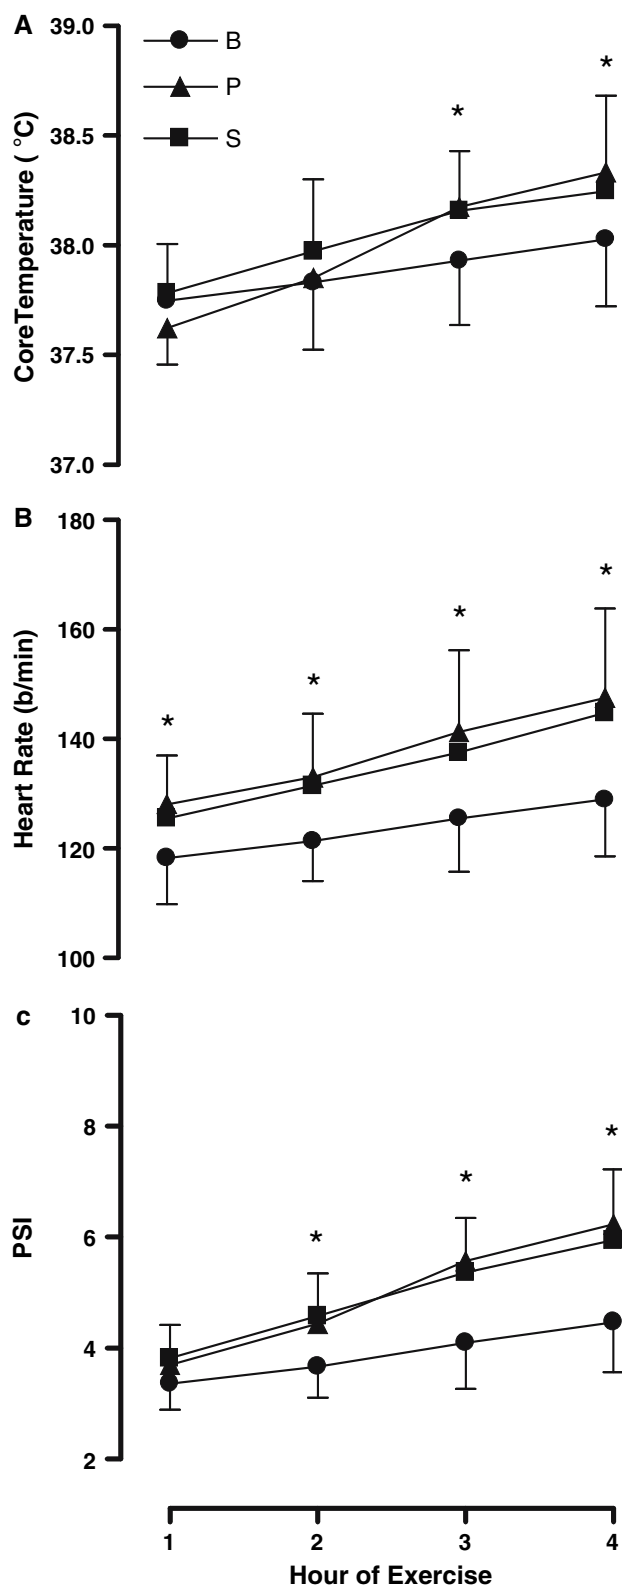 A
39.0
B
P
S
*
*
38.5
38.0
37.5
37.0
CoreTemperature ( °C)
B
180
160
140
120
100
*
*
*
*
Heart Rate (b/min)
c
10
8
6
4
2
*
*
*
PSI
1 2 3 4
Hour of Exercise